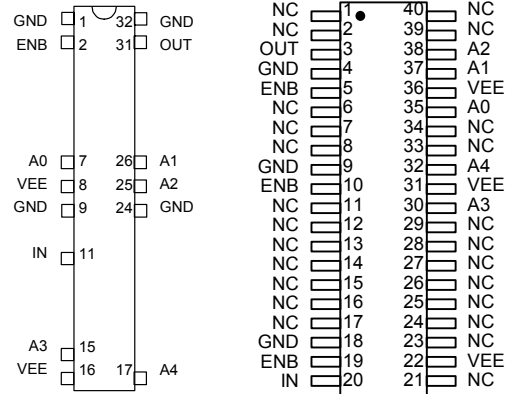 GND 1 32 GND
ENB 2 31 OUT
A0 7 26 A1
VEE 8 25 A2
GND 9 24 GND
IN 11
A3 15
VEE 16 17 A4
NC 1 40 NC
NC 2 39 NC
OUT 3 38 A2
GND 4 37 A1
ENB 5 36 VEE
NC 6 35 A0
NC 7 34 NC
NC 8 33 NC
GND 9 32 A4
ENB 10 31 VEE
NC 11 30 A3
NC 12 29 NC
NC 13 28 NC
NC 14 27 NC
NC 15 26 NC
NC 16 25 NC
NC 17 24 NC
GND 18 23 NC
ENB 19 22 VEE
IN 20 21 NC